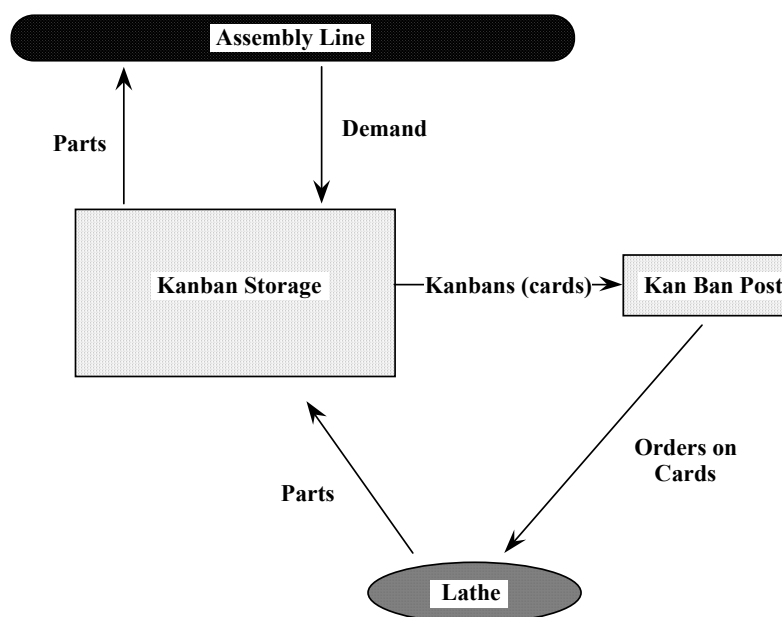 Assembly Line
Parts
Demand
Kanban Storage
Kanbans (cards)
Kan Ban Post
Orders on
Cards
Parts
Lathe